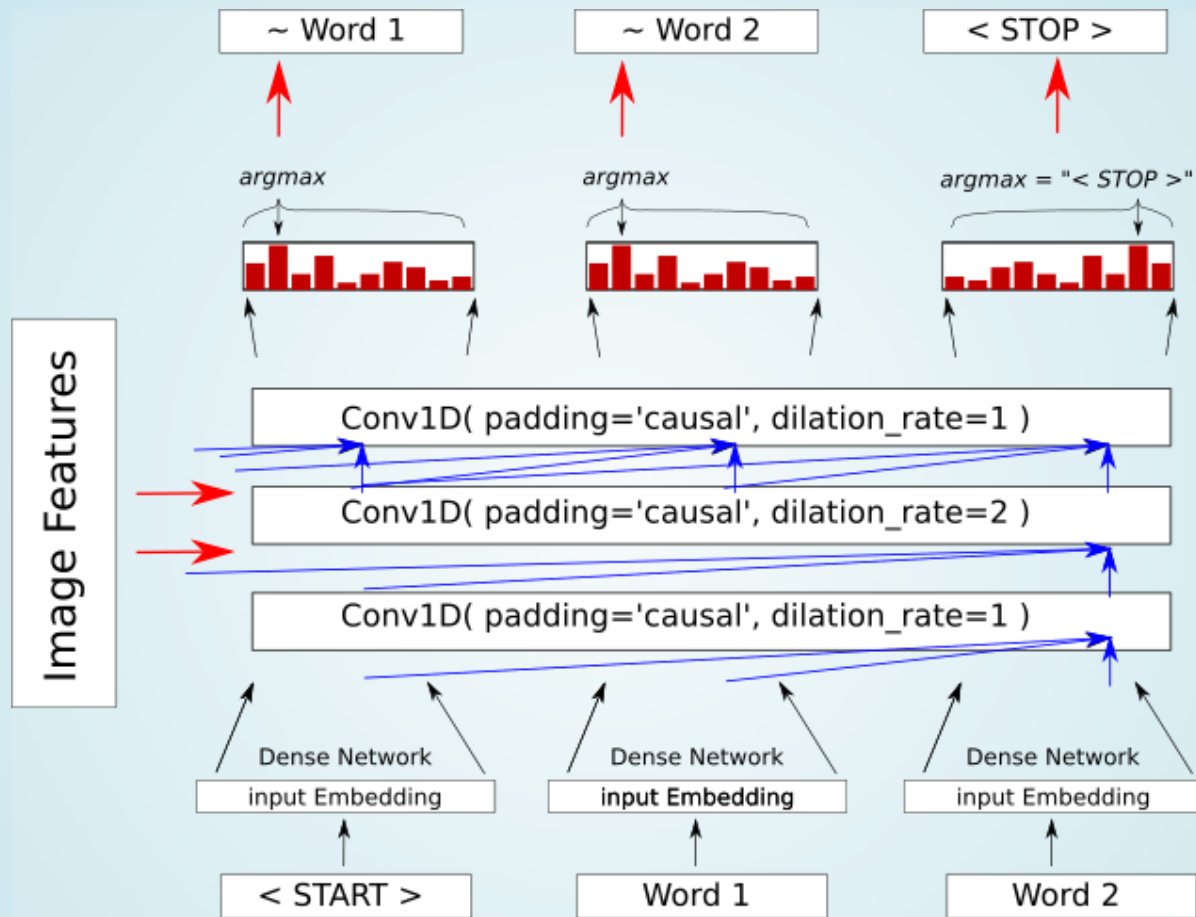 ~ Word 1
~ Word 2
< STOP >
argmax
argmax
argmax = "< STOP >"
Image Features
Conv1D( padding='causal', dilation_rate=1 )
Conv1D( padding='causal', dilation_rate=2 )
Conv1D( padding='causal', dilation_rate=1 )
Dense Network
Dense Network
Dense Network
input Embedding
input Embedding
input Embedding
< START >
Word 1
Word 2